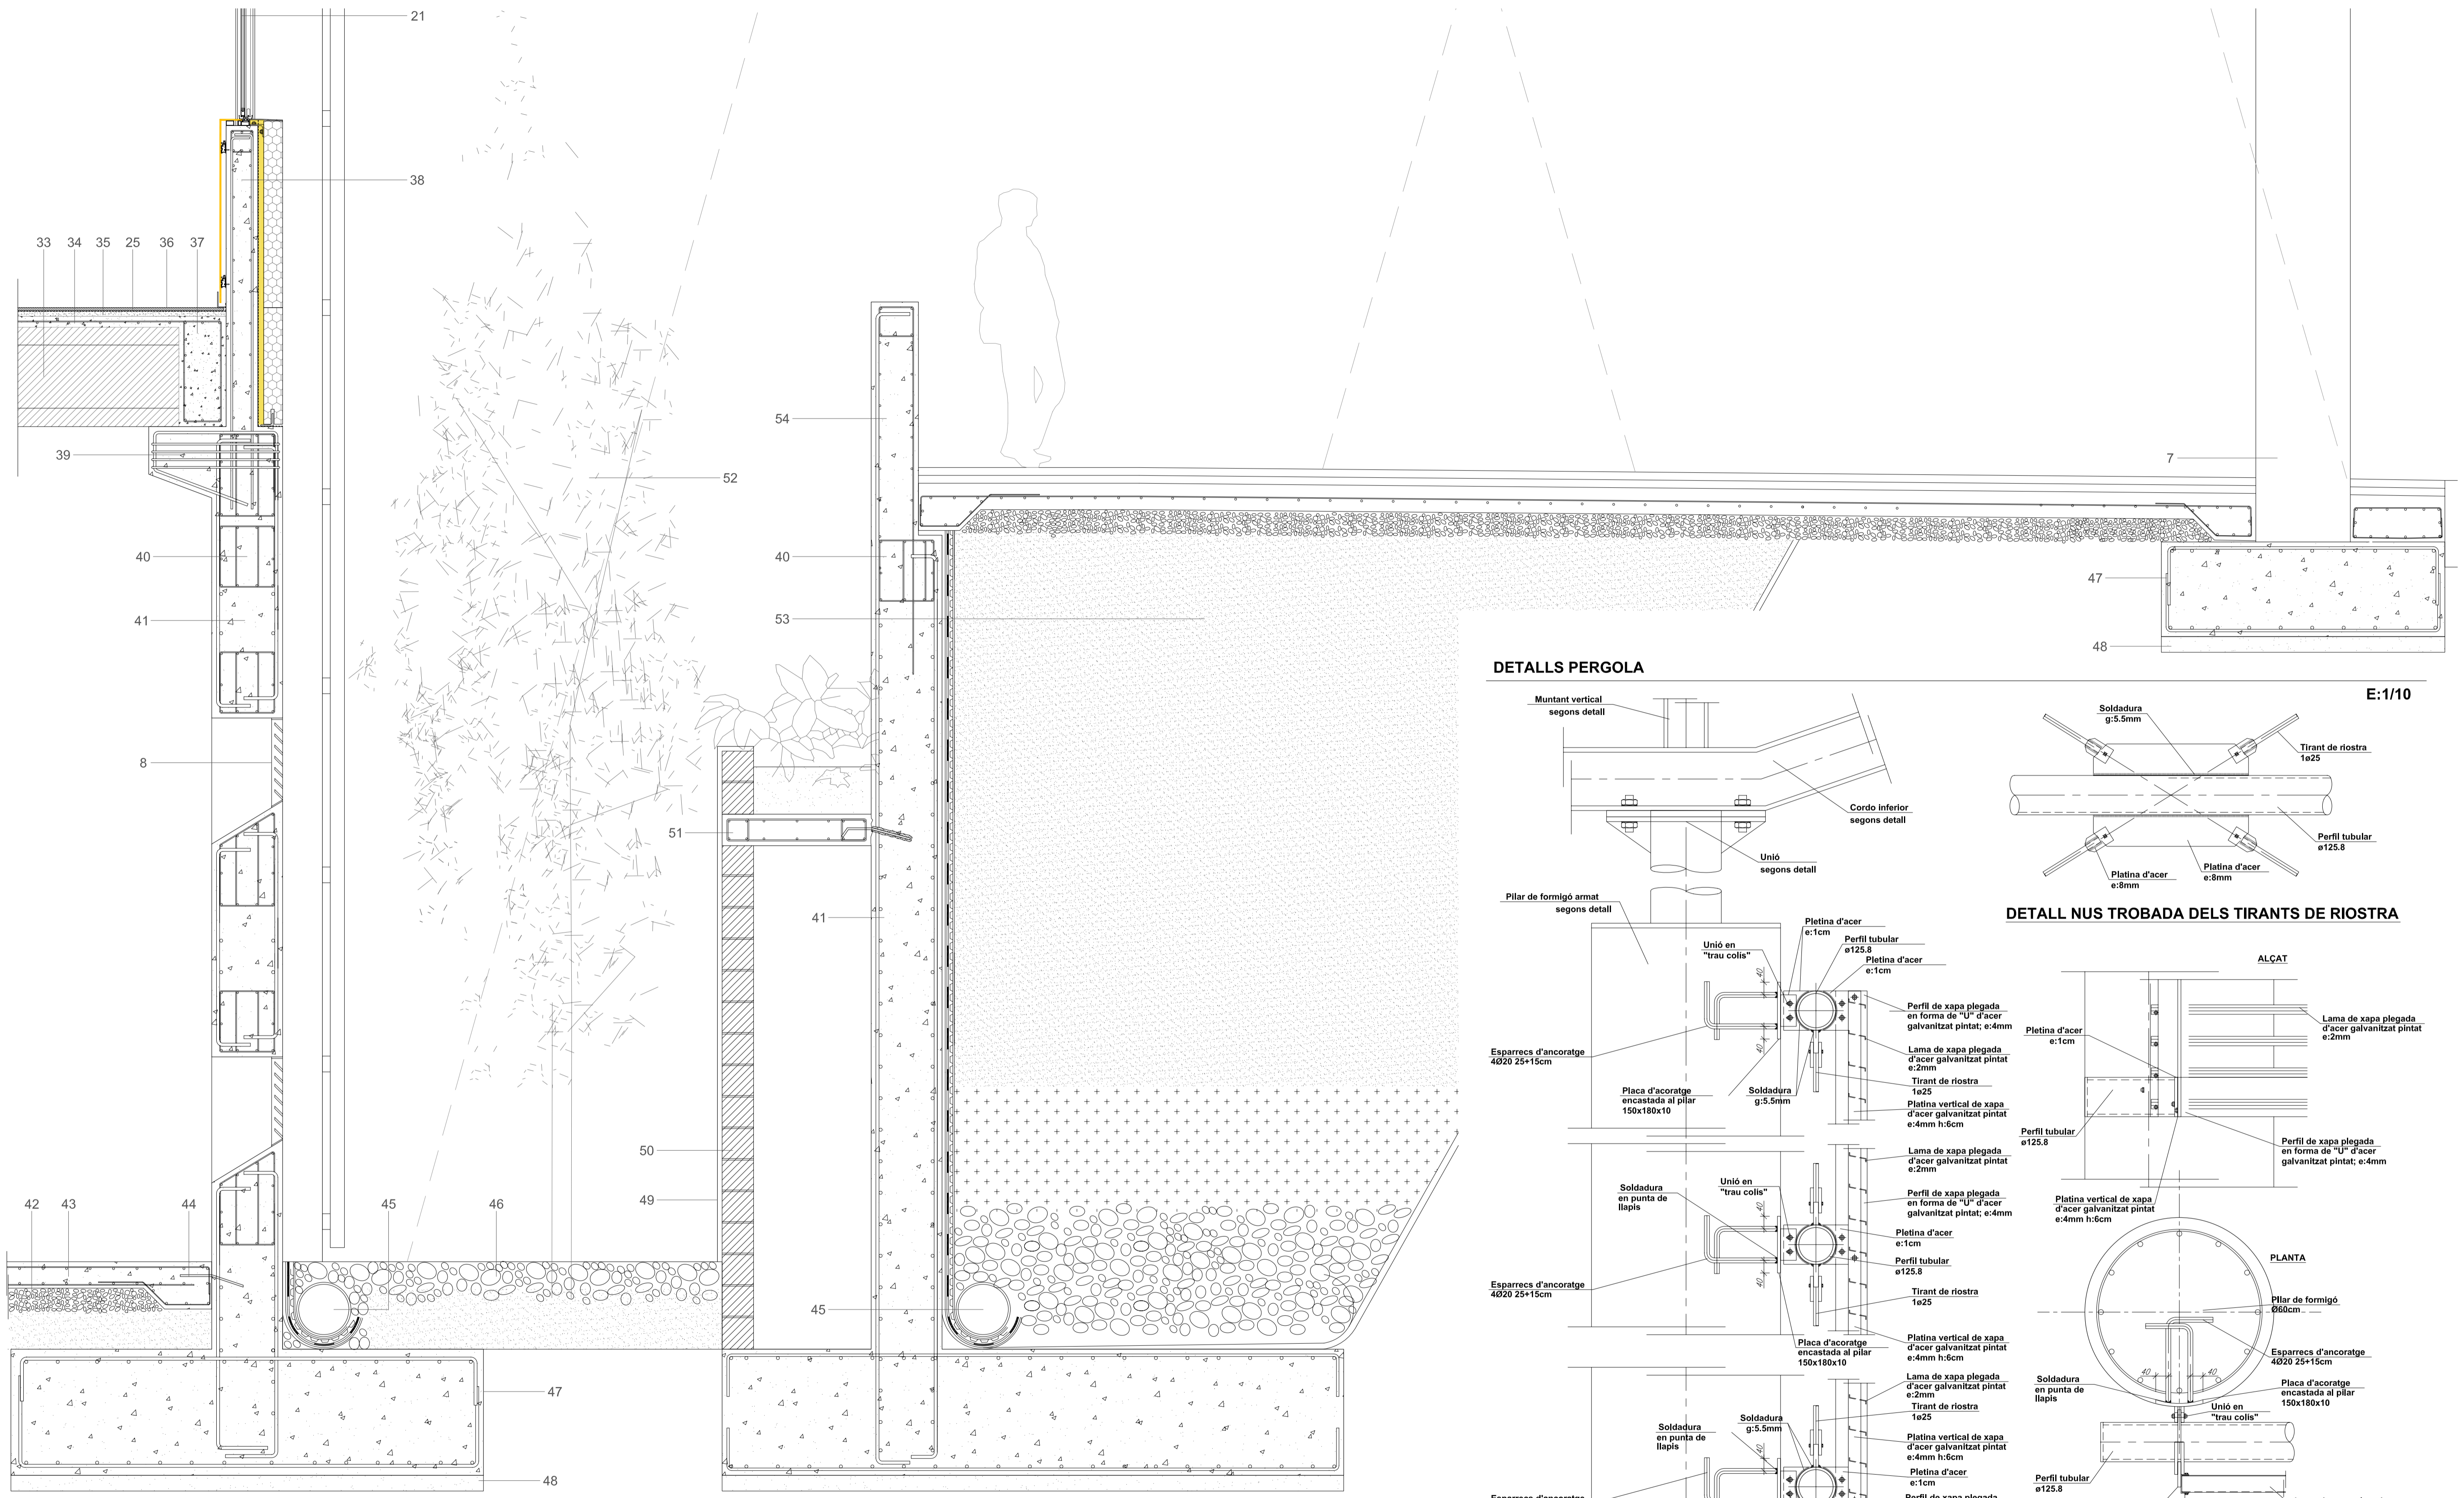 21
38
33 34 35 25 36 37
39
40
41
8
54
52
40
53
51
41
50
49
42 43 44
45
46
45
47
48
7
47
48
DETALLS PERGOLA
E:1/10
Muntant vertical
segons detall
Cordo inferior
segons detall
Unió
segons detall
Pilar de formigó armat
segons detall
Soldadura
g:5.5mm
Tirant de riostra
1ø25
Perfil tubular
ø125.8
Platina d'acer
e:8mm
Platina d'acer
e:8mm
DETALL NUS TROBADA DELS TIRANTS DE RIOSTRA
Pletina d'acer
e:1cm
Unió en
"trau colis"
Perfil tubular
ø125.8
Pletina d'acer
e:1cm
40
40
Perfil de xapa plegada
en forma de "U" d'acer
galvanitzat pintat; e:4mm
Esparrecs d'ancoratge
4Ø20 25+15cm
Lama de xapa plegada
d'acer galvanitzat pintat
e:2mm
Tirant de riostra
1ø25
Placa d'acoratge
encastada al pilar
150x180x10
Soldadura
g:5.5mm
Platina vertical de xapa
d'acer galvanitzat pintat
e:4mm h:6cm
Lama de xapa plegada
d'acer galvanitzat pintat
e:2mm
Soldadura
en punta de
llapis
Unió en
"trau colis"
40
40
Perfil de xapa plegada
en forma de "U" d'acer
galvanitzat pintat; e:4mm
Pletina d'acer
e:1cm
Perfil tubular
ø125.8
Esparrecs d'ancoratge
4Ø20 25+15cm
Tirant de riostra
1ø25
Placa d'acoratge
encastada al pilar
150x180x10
Platina vertical de xapa
d'acer galvanitzat pintat
e:4mm h:6cm
Lama de xapa plegada
d'acer galvanitzat pintat
e:2mm
Tirant de riostra
1ø25
Soldadura
en punta de
llapis
Soldadura
g:5.5mm
40
Platina vertical de xapa
d'acer galvanitzat pintat
e:4mm h:6cm
Pletina d'acer
e:1cm
Esparrecs d'ancoratge
Perfil de xapa plegada
ALÇAT
Pletina d'acer
e:1cm
Lama de xapa plegada
d'acer galvanitzat pintat
e:2mm
Perfil tubular
ø125.8
Perfil de xapa plegada
en forma de "U" d'acer
galvanitzat pintat; e:4mm
Platina vertical de xapa
d'acer galvanitzat pintat
e:4mm h:6cm
PLANTA
Pilar de formigó
Ø60cm
Esparrecs d'ancoratge
4Ø20 25+15cm
40 40
Soldadura
en punta de
llapis
Placa d'acoratge
encastada al pilar
150x180x10
Unió en
"trau colis"
Perfil tubular
ø125.8